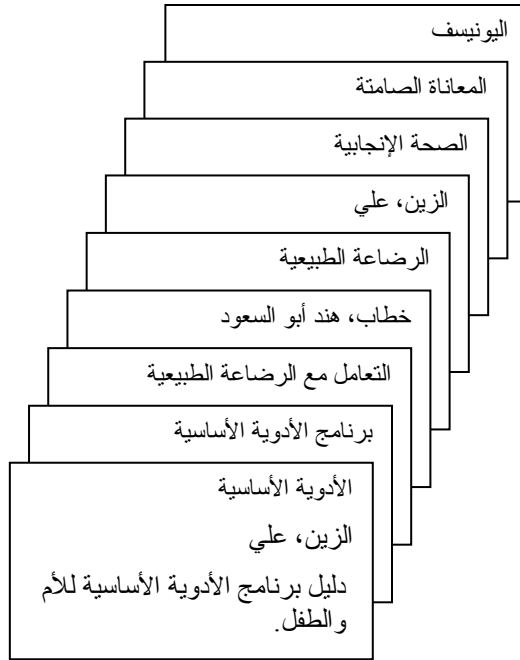 اليونيسف
المعاناة الصامتة
الصحة الإنجابية
الزين، علي
الرضاعة الطبيعية
خطاب، هند أبو السعود
التعامل مع الرضاعة الطبيعية
برنامج الأدوية الأساسية
الأدوية الأساسية
الزين، علي
دليل برنامج الأدوية الأساسية للأم
والطفل.